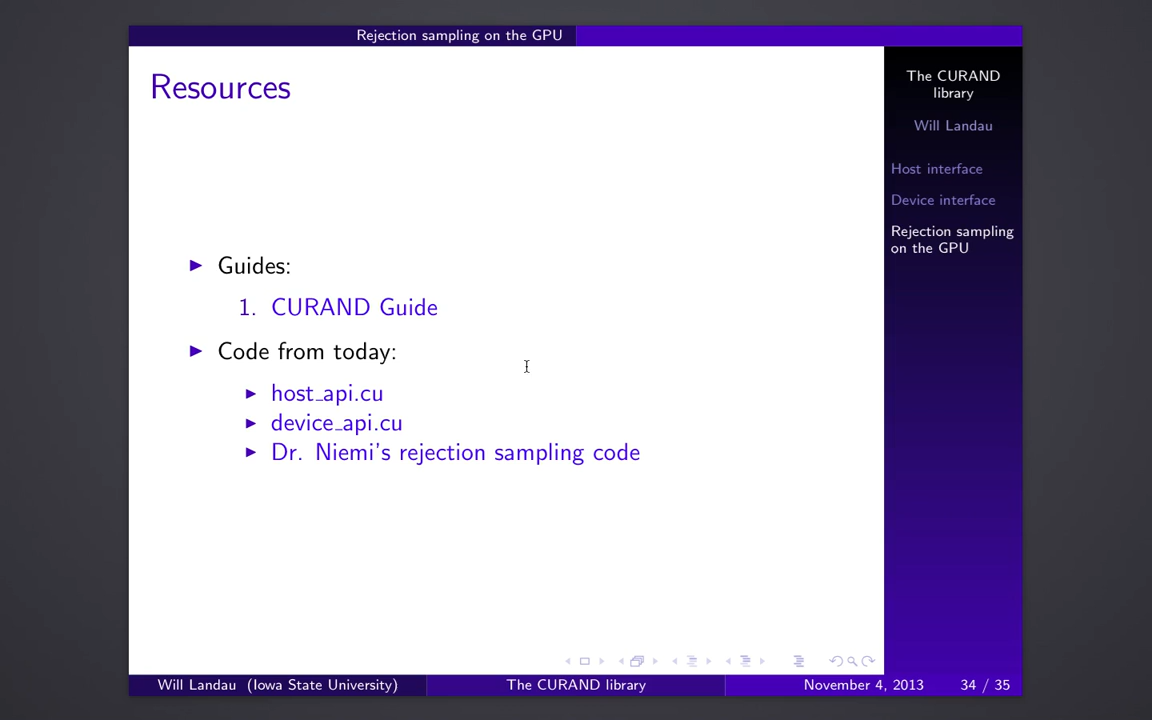 Rejection sampling on the GPU
Resources
Guides:
1. CURAND Guide
Code from today:
host_api.cu
device_api.cu
Dr. Niemi's rejection sampling code
The CURAND
library
Will Landau
Host interface
Device interface
Rejection sampling
on the GPU
Will Landau (Iowa State University)
The CURAND library
November 4, 2013
34 / 35